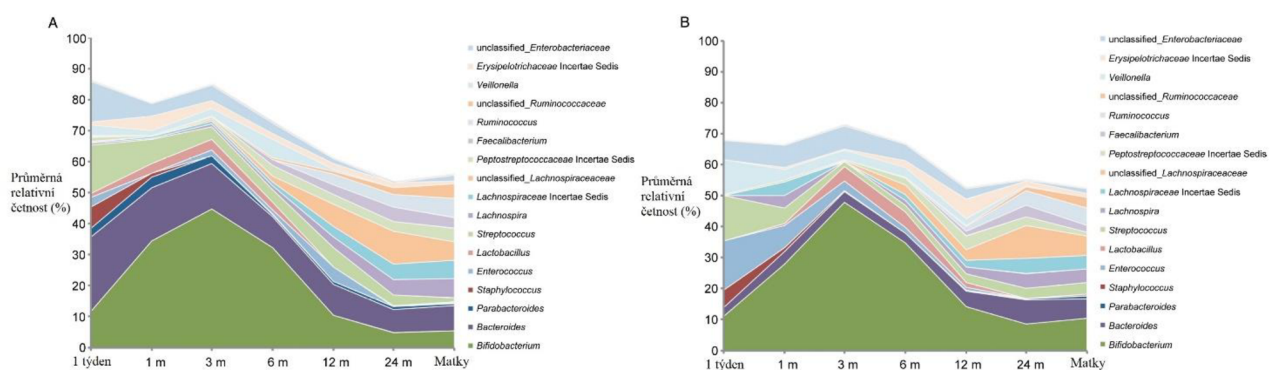 A
100
90
80
70
60
50
40
30
20
10
0
Průměrná
relativní
četnost (%)
1 týden 1 m 3 m 6 m 12 m 24 m Matky
unclassified_Enterobacteriaceae
Erysipelotrichaceae Incertae Sedis
Veillonella
unclassified_Ruminococcaceae
Ruminococcus
Faecalibacterium
Peptostreptococcaceae Incertae Sedis
unclassified_Lachnospiraceaeae
Lachnospiraceae Incertae Sedis
Lachnospira
Streptococcus
Lactobacillus
Enterococcus
Staphylococcus
Parabacteroides
Bacteroides
Bifidobacterium
B
100
90
80
70
60
50
40
30
20
10
0
Průměrná
relativní
četnost (%)
1 týden 1 m 3 m 6 m 12 m 24 m Matky
unclassified_Enterobacteriaceae
Erysipelotrichaceae Incertae Sedis
Veillonella
unclassified_Ruminococcaceae
Ruminococcus
Faecalibacterium
Peptostreptococcaceae Incertae Sedis
unclassified_Lachnospiraceaeae
Lachnospiraceae Incertae Sedis
Lachnospira
Streptococcus
Lactobacillus
Enterococcus
Staphylococcus
Parabacteroides
Bacteroides
Bifidobacterium